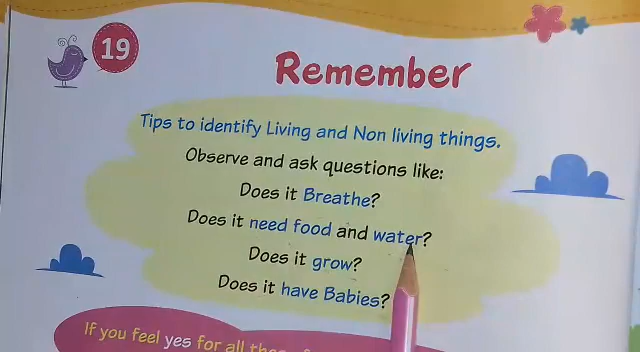 19
Remember
Tips to identify Living and Non living things.
Observe and ask questions like:
Does it Breathe?
Does it need food and water?
Does it grow?
Does it have Babies?
If you feel yes for all